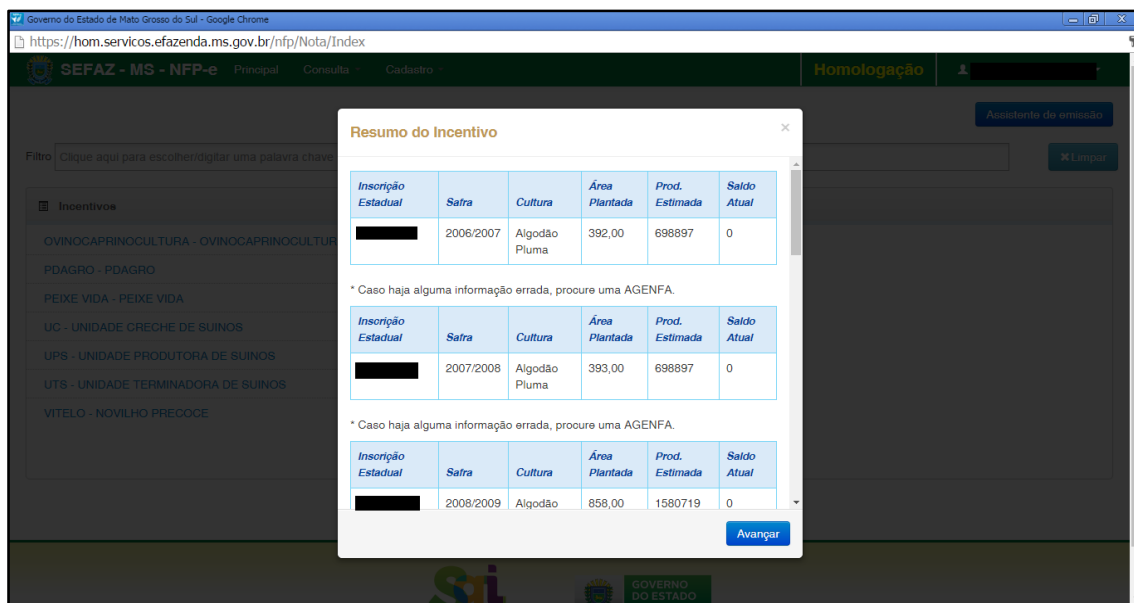 Governo do Estado de Mato Grosso do Sul - Google Chrome
https://hom.servicos.efazenda.ms.gov.br/nfp/Nota/Index
SEFAZ - MS - NFP-e Principal Consulta Cadastro Homologação
Assistente de emissão
Filtro Clique aqui para escolher/digitar uma palavra chave
Limpar
Incentivos
OVINOCAPRINOCULTURA - OVINOCAPRINOCULTUR
PDAGRO - PDAGRO
PEIXE VIDA - PEIXE VIDA
UC - UNIDADE CRECHE DE SUINOS
UPS - UNIDADE PRODUTORA DE SUINOS
UTS - UNIDADE TERMINADORA DE SUINOS
VITELO - NOVILHO PRECOCE
Resumo do Incentivo ×
Inscrição Estadual Safra Cultura Área Plantada Prod. Estimada Saldo Atual
2006/2007 Algodão Pluma 392,00 698897 0
* Caso haja alguma informação errada, procure uma AGENFA.
Inscrição Estadual Safra Cultura Área Plantada Prod. Estimada Saldo Atual
2007/2008 Algodão Pluma 393,00 698897 0
* Caso haja alguma informação errada, procure uma AGENFA.
Inscrição Estadual Safra Cultura Área Plantada Prod. Estimada Saldo Atual
2008/2009 Algodão 858,00 1580719 0
Avançar
GOVERNO
DO ESTADO